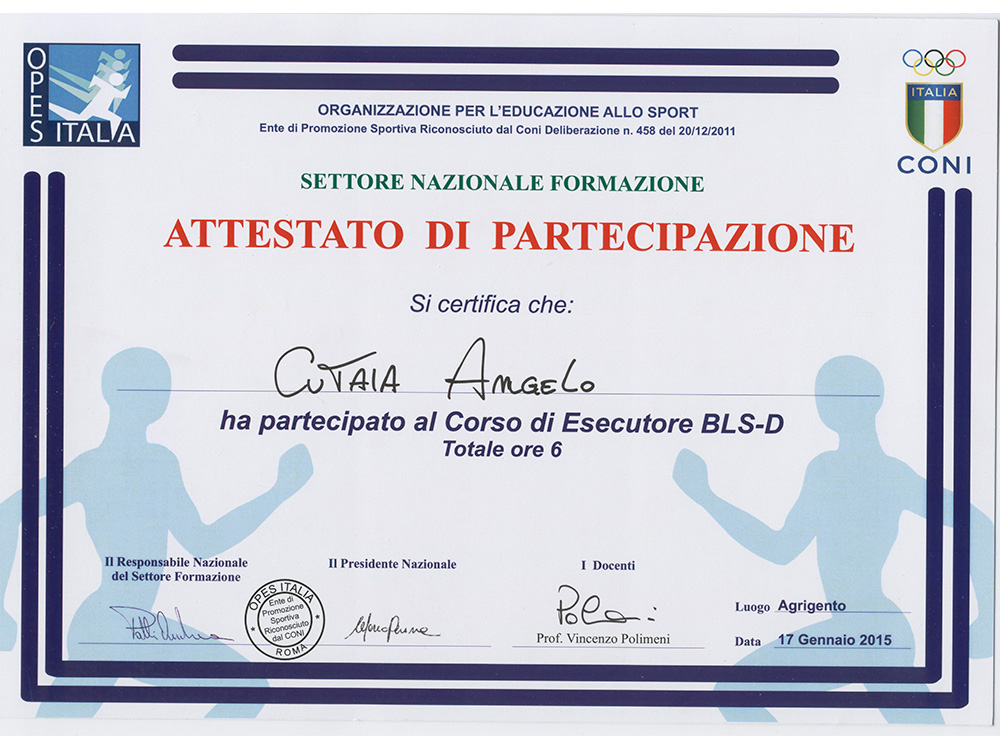 OPES ITALIA
ORGANIZZAZIONE PER L'EDUCAZIONE ALLO SPORT
Ente di Promozione Sportiva Riconosciuto dal Coni Deliberazione n. 458 del 20/12/2011
ITALIA
CONI
SETTORE NAZIONALE FORMAZIONE
ATTESTATO DI PARTECIPAZIONE
Si certifica che:
CUTAIA ANGELO
ha partecipato al Corso di Esecutore BLS-D
Totale ore 6
Il Responsabile Nazionale
del Settore Formazione
OPES ITALIA
Ente di
Promozione
Sportiva
Riconosciuto
dal CONI
ROMA
Il Presidente Nazionale
I Docenti
Prof. Vincenzo Polimeni
Luogo Agrigento
Data 17 Gennaio 2015